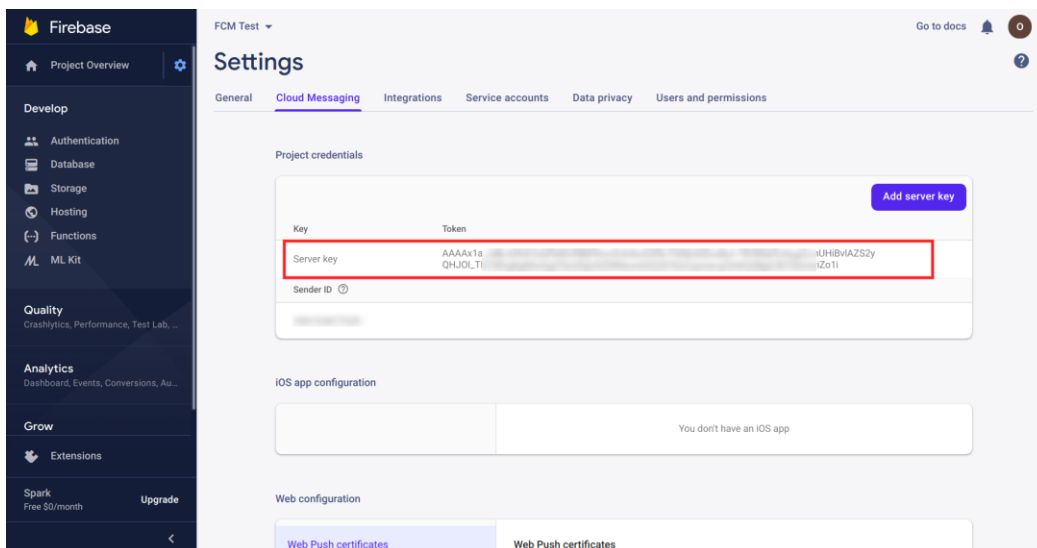 Firebase
FCM Test
Go to docs
O
Project Overview
Settings
?
General Cloud Messaging Integrations Service accounts Data privacy Users and permissions
Develop
Authentication
Database
Storage
Hosting
Functions
ML Kit
Quality
Crashlytics, Performance, Test Lab, ...
Analytics
Dashboard, Events, Conversions, Au...
Grow
Extensions
Spark
Free $0/month
Upgrade
Project credentials
Add server key
Key Token
Server key
AAAAx1a UHiBvlAZS2y
QHJOI_T iZo1i
Sender ID ?
iOS app configuration
You don't have an iOS app
Web configuration
Web Push certificates Web Push certificates